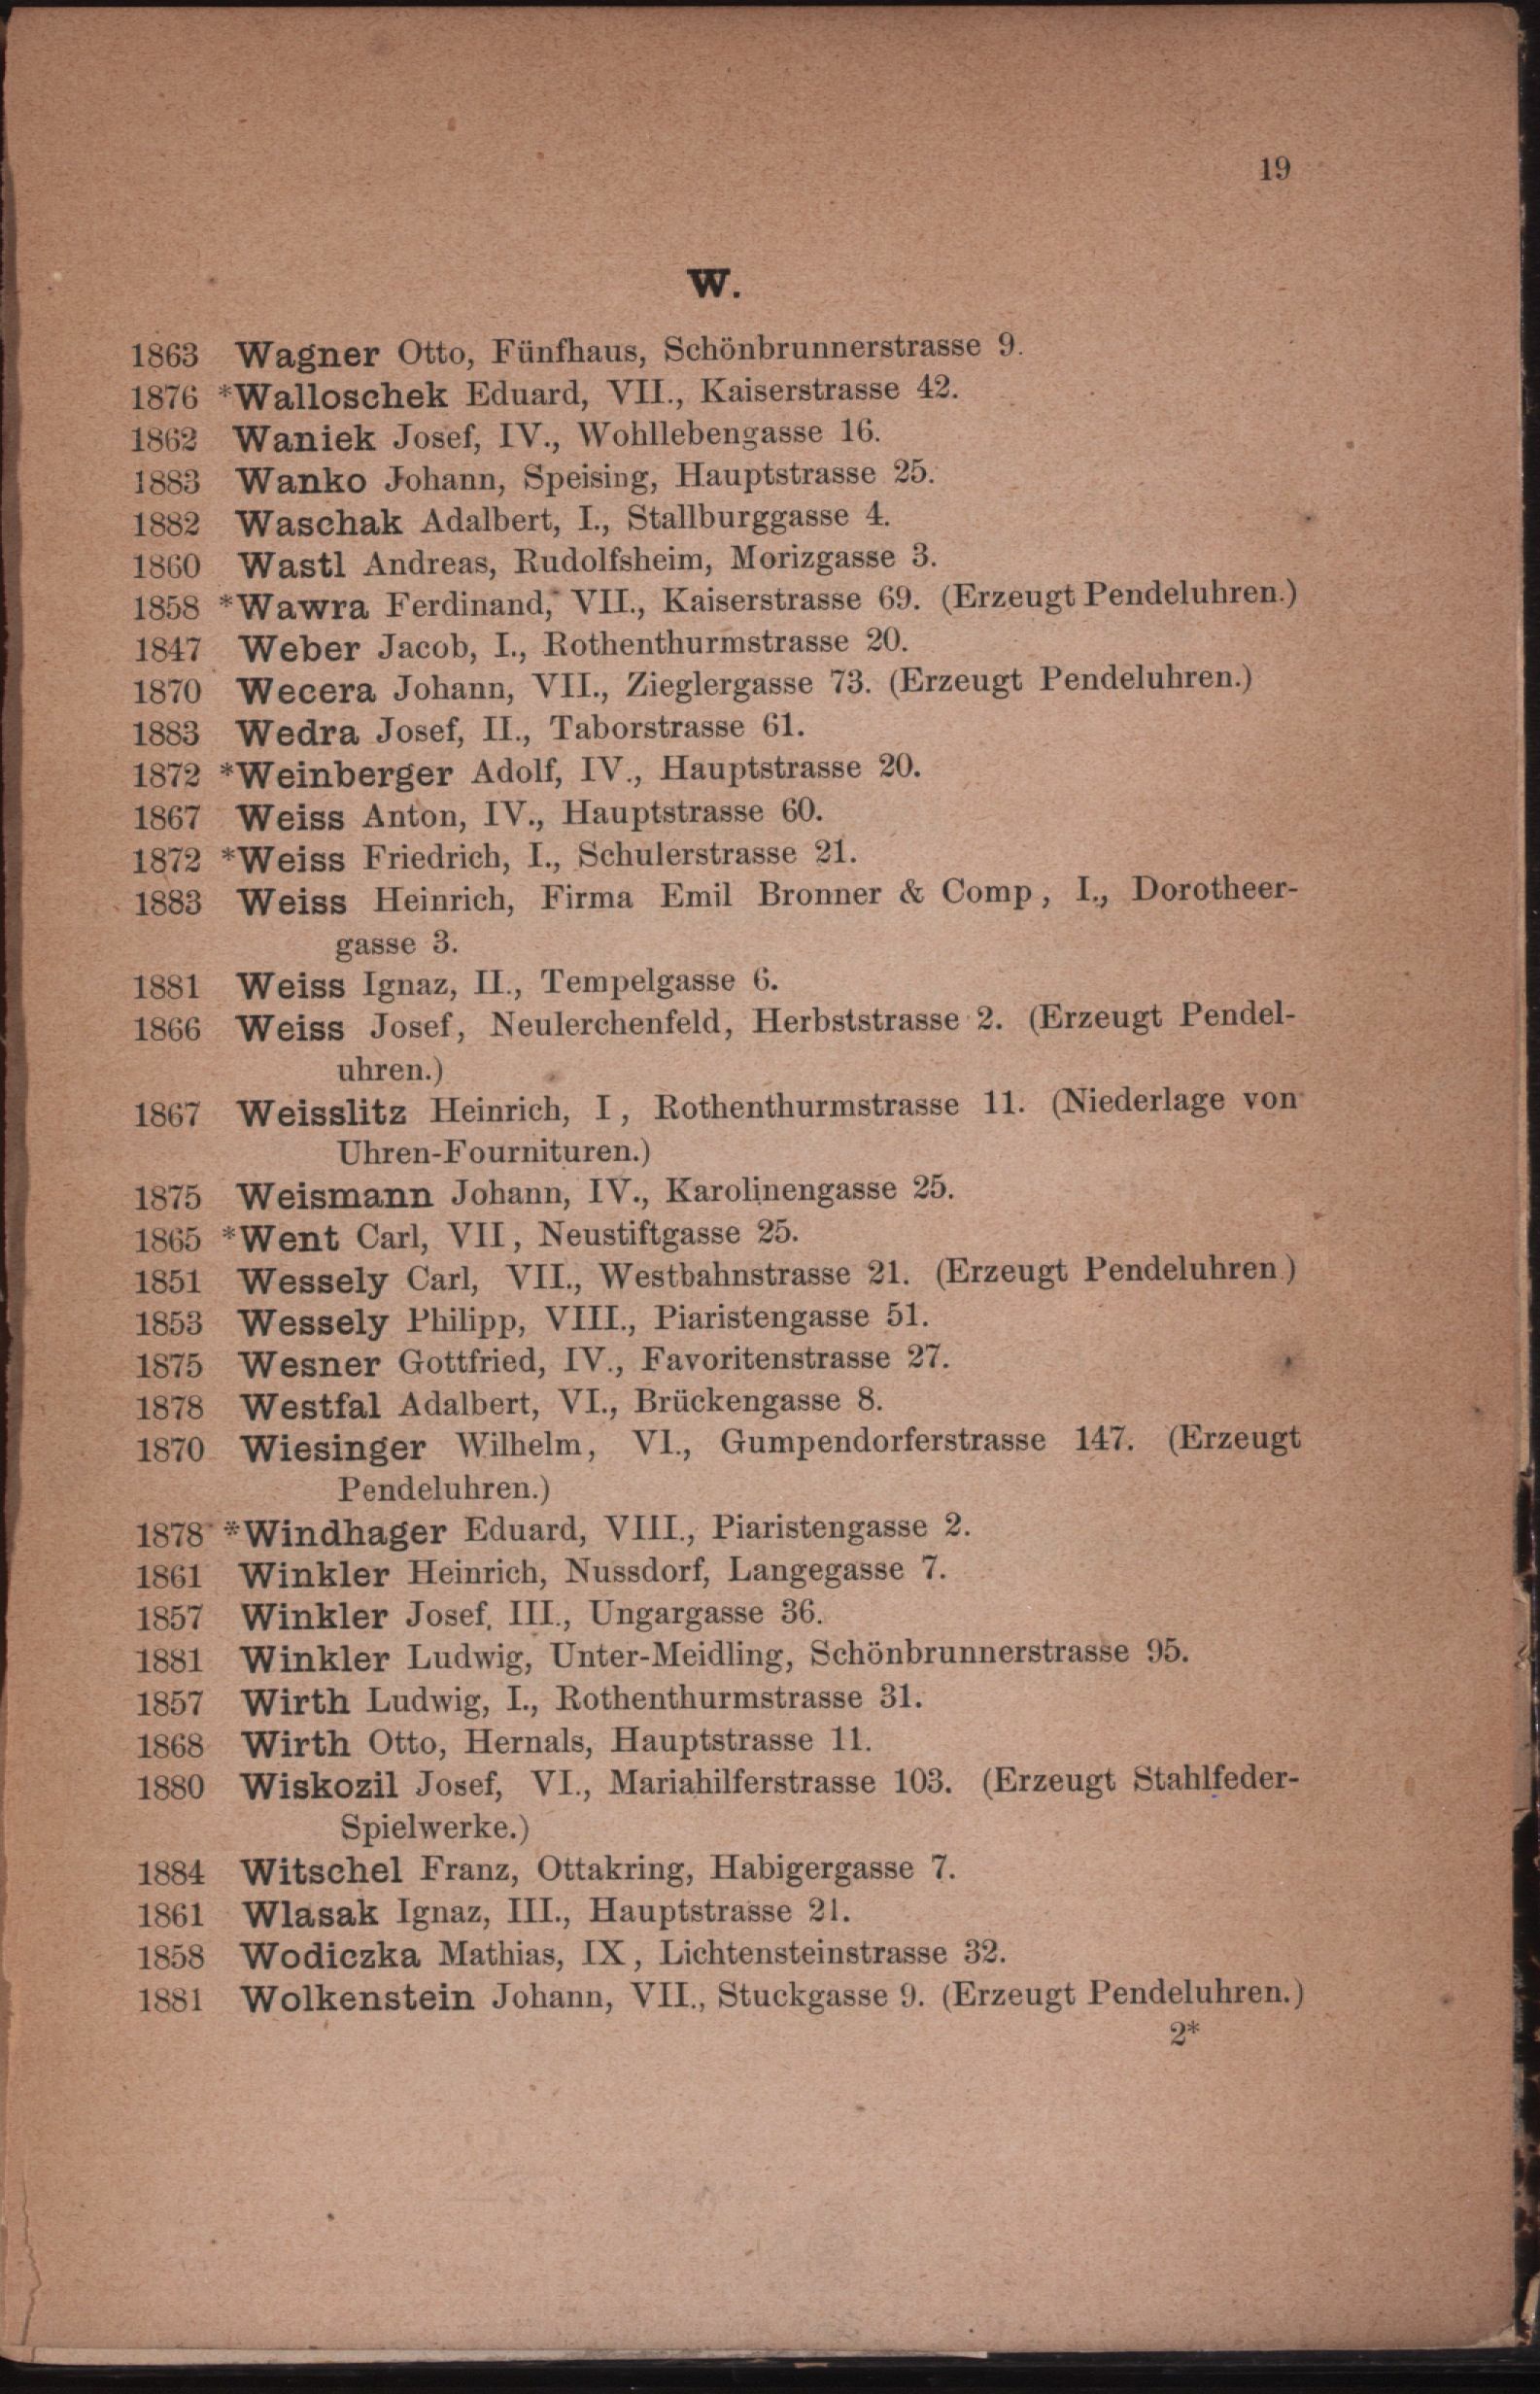 19
W.
1863 Wagner Otto, Fünfhaus, Schönbrunnerstrasse 9.
1876 *Walloschek Eduard, VII., Kaiserstrasse 42.
1862 Waniek Josef, IV., Wohllebengasse 16.
1883 Wanko Johann, Speising, Hauptstrasse 25.
1882 Waschak Adalbert, I., Stallburggasse 4.
1860 Wastl Andreas, Rudolfsheim, Morizgasse 3.
1858 *Wawra Ferdinand, VII., Kaiserstrasse 69. (Erzeugt Pendeluhren.)
1847 Weber Jacob, I., Rothenthurmstrasse 20.
1870 Wecera Johann, VII., Zieglergasse 73. (Erzeugt Pendeluhren.)
1883 Wedra Josef, II., Taborstrasse 61.
1872 *Weinberger Adolf, IV., Hauptstrasse 20.
1867 Weiss Anton, IV., Hauptstrasse 60.
1872 *Weiss Friedrich, I., Schulerstrasse 21.
1883 Weiss Heinrich, Firma Emil Bronner & Comp, I., Dorotheer-
gasse 3.
1881 Weiss Ignaz, II., Tempelgasse 6.
1866 Weiss Josef, Neulerchenfeld, Herbststrasse 2. (Erzeugt Pendel-
uhren.)
1867 Weisslitz Heinrich, I, Rothenthurmstrasse 11. (Niederlage von
Uhren-Fournituren.)
1875 Weismann Johann, IV., Karolinengasse 25.
1865 *Went Carl, VII, Neustiftgasse 25.
1851 Wessely Carl, VII., Westbahnstrasse 21. (Erzeugt Pendeluhren)
1853 Wessely Philipp, VIII., Piaristengasse 51.
1875 Wesner Gottfried, IV., Favoritenstrasse 27.
1878 Westfal Adalbert, VI., Brückengasse 8.
1870 Wiesinger Wilhelm, VI., Gumpendorferstrasse 147. (Erzeugt
Pendeluhren.)
1878 *Windhager Eduard, VIII., Piaristengasse 2.
1861 Winkler Heinrich, Nussdorf, Langegasse 7.
1857 Winkler Josef, III., Ungargasse 36.
1881 Winkler Ludwig, Unter-Meidling, Schönbrunnerstrasse 95.
1857 Wirth Ludwig, I., Rothenthurmstrasse 31.
1868 Wirth Otto, Hernals, Hauptstrasse 11.
1880 Wiskozil Josef, VI., Mariahilferstrasse 103. (Erzeugt Stahlfeder-
Spielwerke.)
1884 Witschel Franz, Ottakring, Habigergasse 7.
1861 Wlasak Ignaz, III., Hauptstrasse 21.
1858 Wodiczka Mathias, IX, Lichtensteinstrasse 32.
1881 Wolkenstein Johann, VII., Stuckgasse 9. (Erzeugt Pendeluhren.)
2*